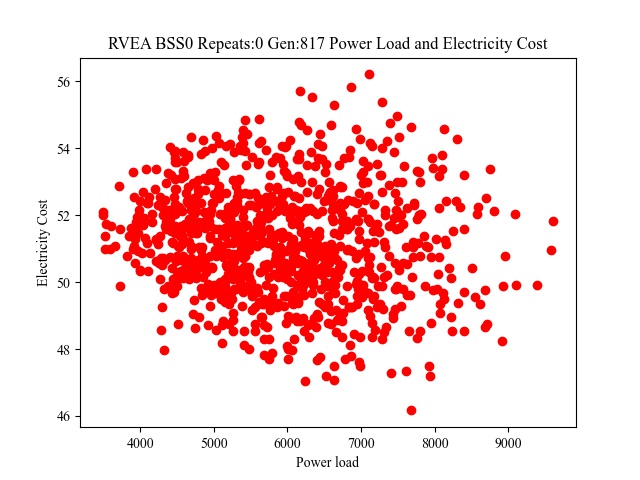 RVEA BSS0 Repeats:0 Gen:817 Power Load and Electricity Cost
56
54
52
50
48
46
Electricity Cost
4000 5000 6000 7000 8000 9000
Power load